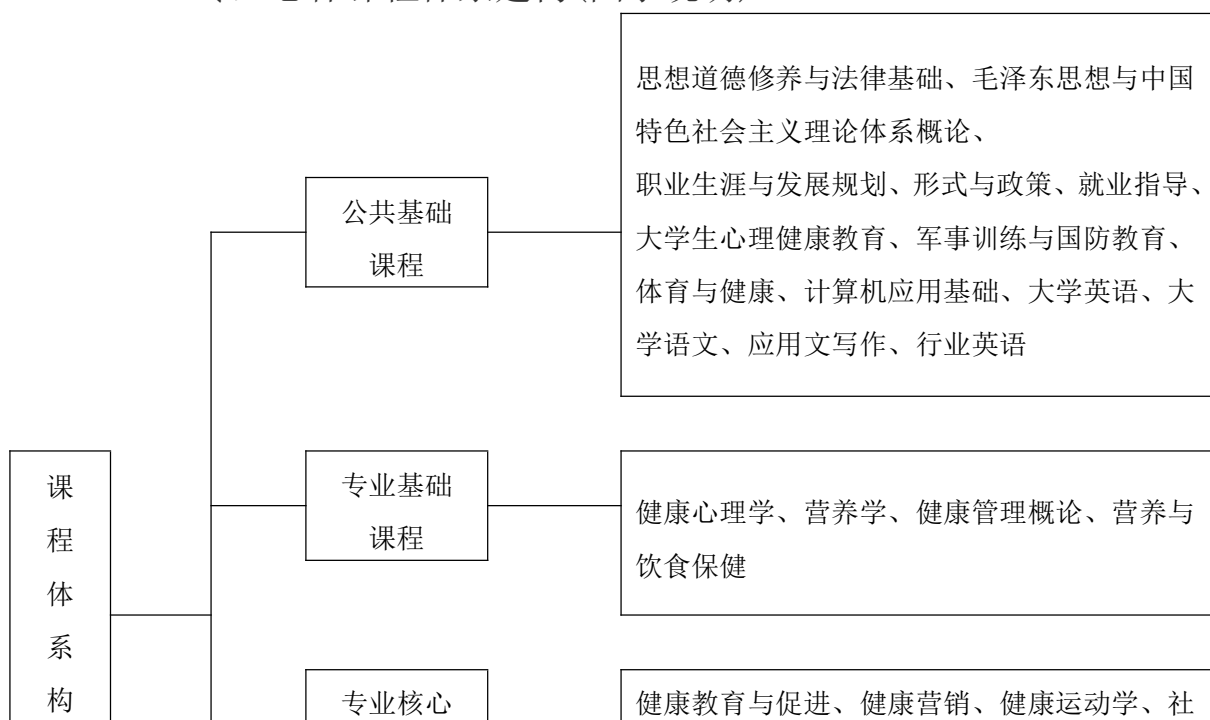 思想道德修养与法律基础、毛泽东思想与中国
特色社会主义理论体系概论、
职业生涯与发展规划、形式与政策、就业指导、
大学生心理健康教育、军事训练与国防教育、
体育与健康、计算机应用基础、大学英语、大
学语文、应用文写作、行业英语
公共基础
课程
课
程
体
系
构
专业基础
课程
健康心理学、营养学、健康管理概论、营养与
饮食保健
专业核心
健康教育与促进、健康营销、健康运动学、社